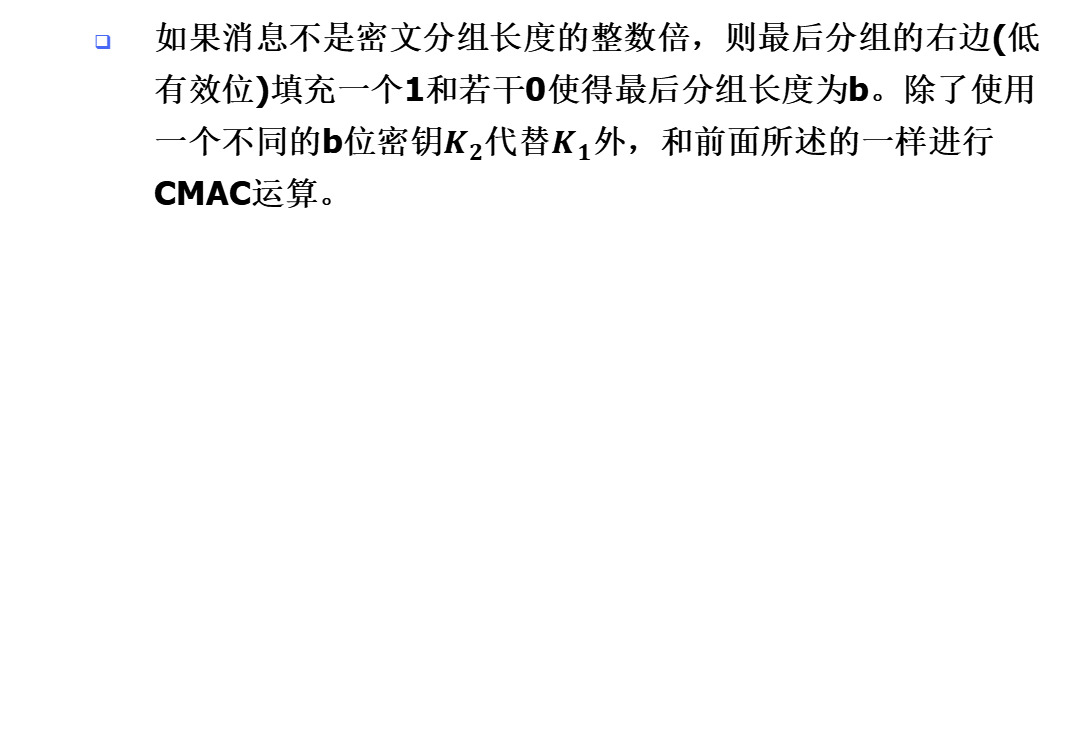 如果消息不是密文分组长度的整数倍，则最后分组的右边(低
有效位)填充一个1和若干0使得最后分组长度为b。除了使用
一个不同的b位密钥K₂代替K₁外，和前面所述的一样进行
CMAC运算。